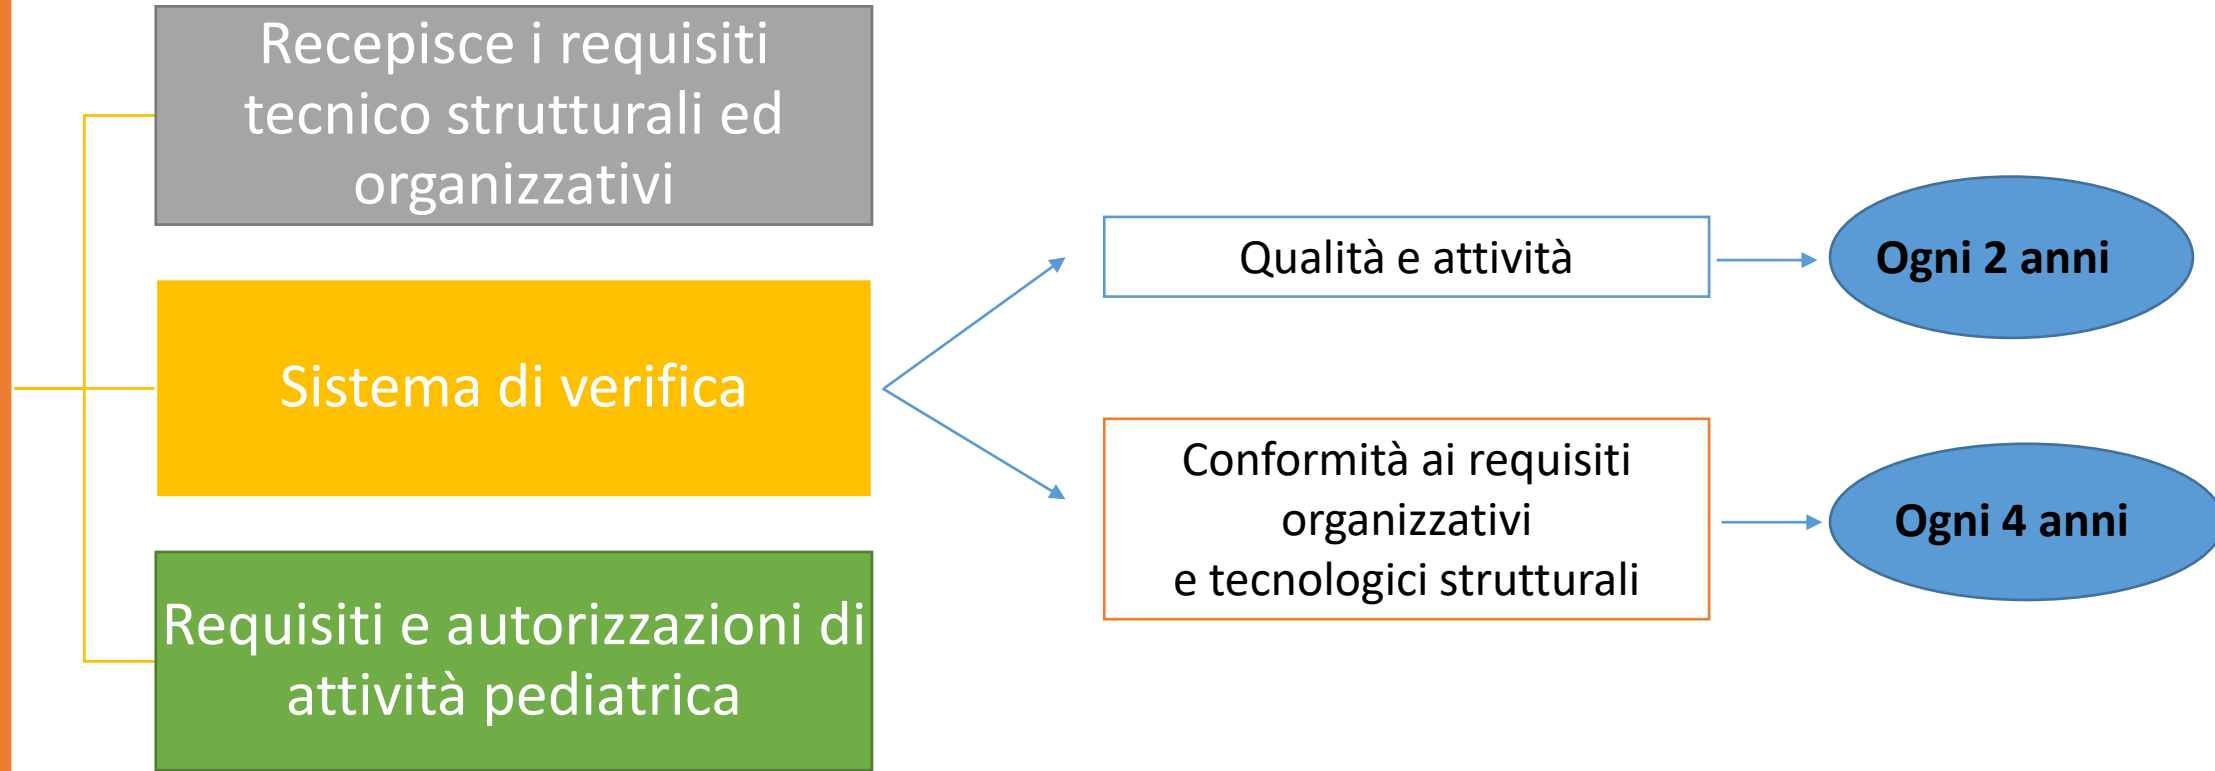 Recepisce i requisiti
tecnico strutturali ed
organizzativi
Sistema di verifica
Requisiti e autorizzazioni di
attività pediatrica
Qualità e attività
Ogni 2 anni
Conformità ai requisiti
organizzativi
e tecnologici strutturali
Ogni 4 anni